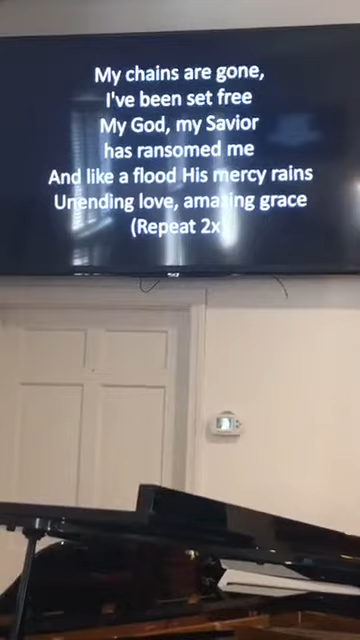 My chains are gone,
I've been set free
My God, my Savior
has ransomed me
And like a flood His mercy rains
Unending love, amazing grace
(Repeat 2x)